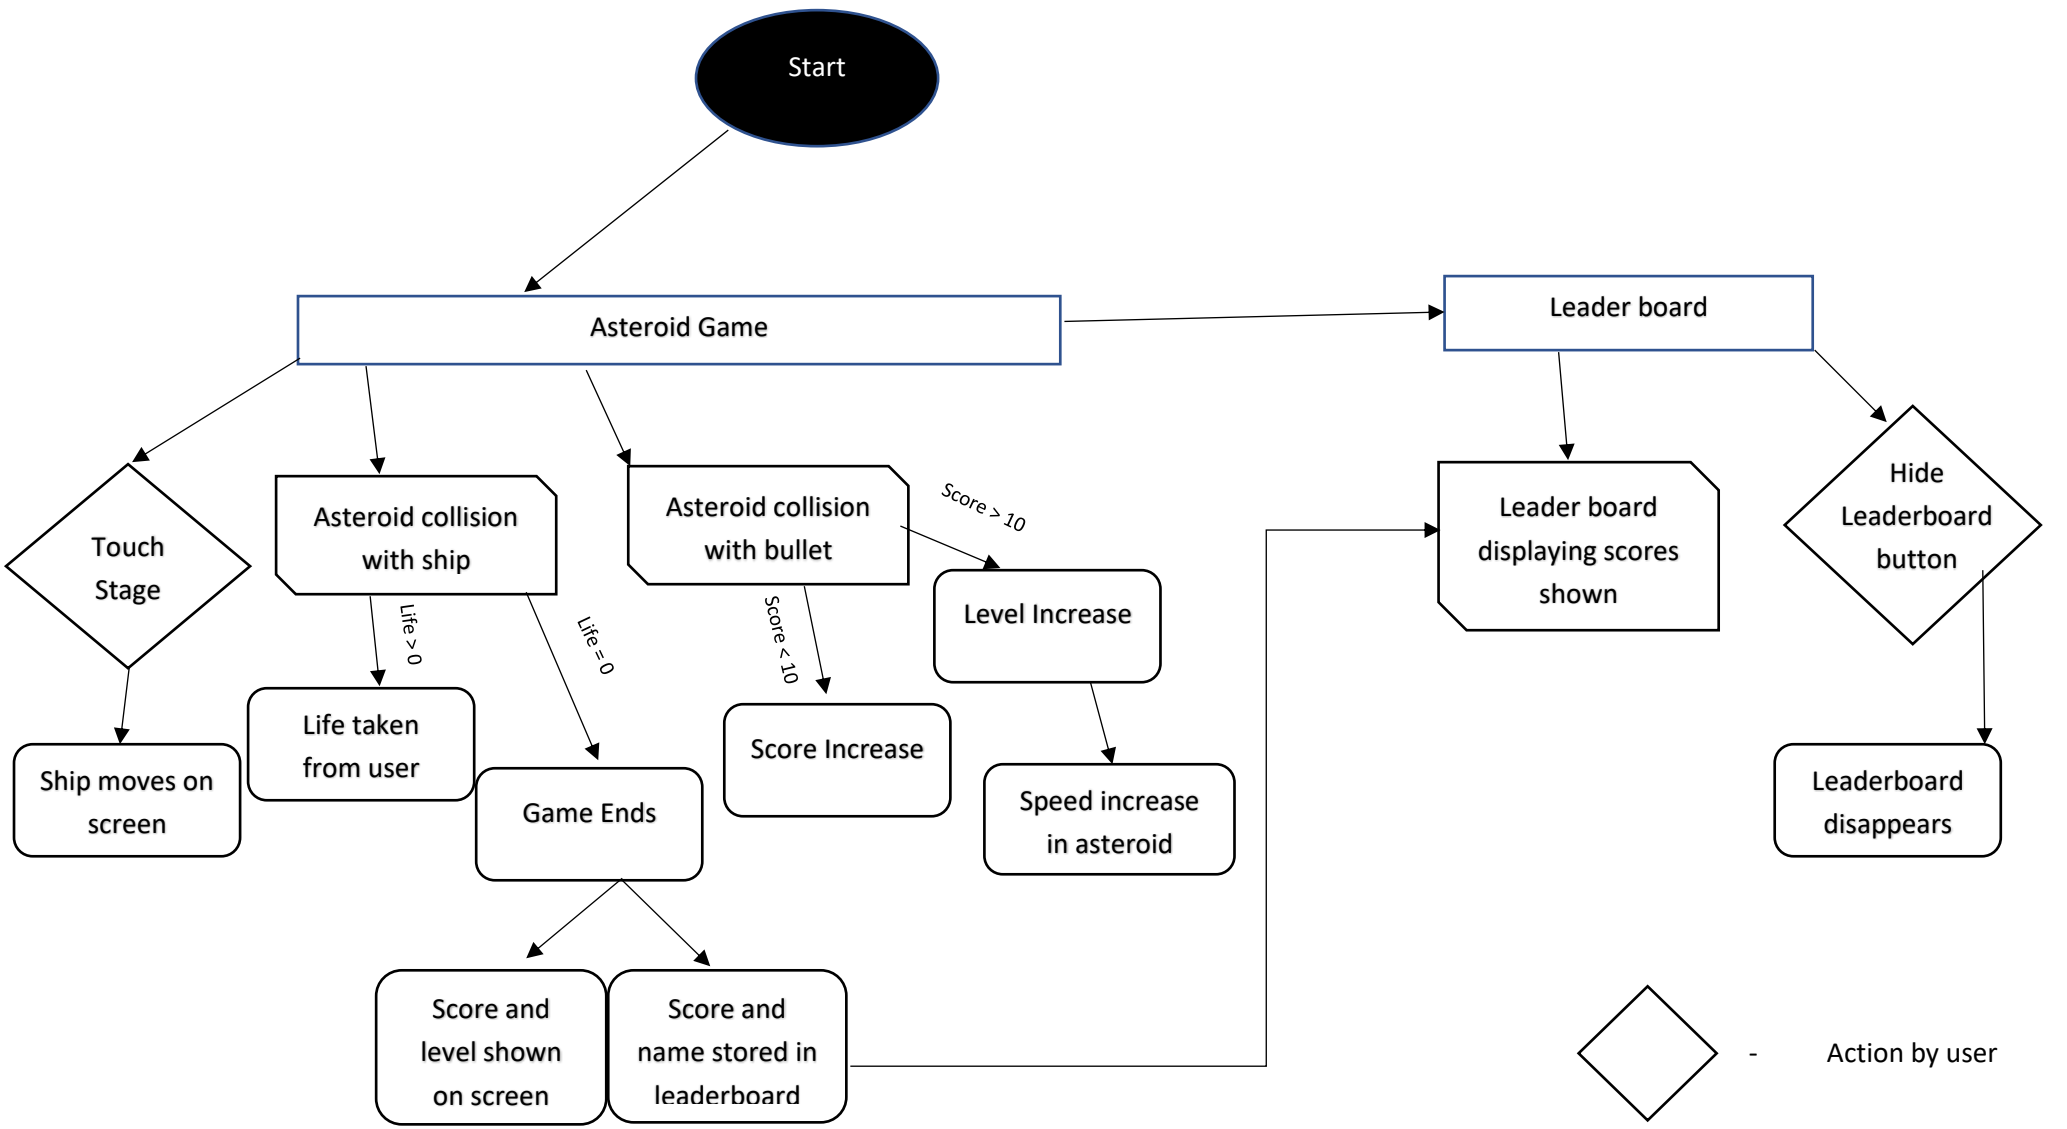 Start
Asteroid Game
Leader board
Touch
Stage
Asteroid collision
with ship
Asteroid collision
with bullet
Score > 10
Leader board
displaying scores
shown
Hide
Leaderboard
button
Life > 0
Life = 0
Score < 10
Level Increase
Ship moves on
screen
Life taken
from user
Game Ends
Score Increase
Speed increase
in asteroid
Leaderboard
disappears
Score and
level shown
on screen
Score and
name stored in
leaderboard
- Action by user